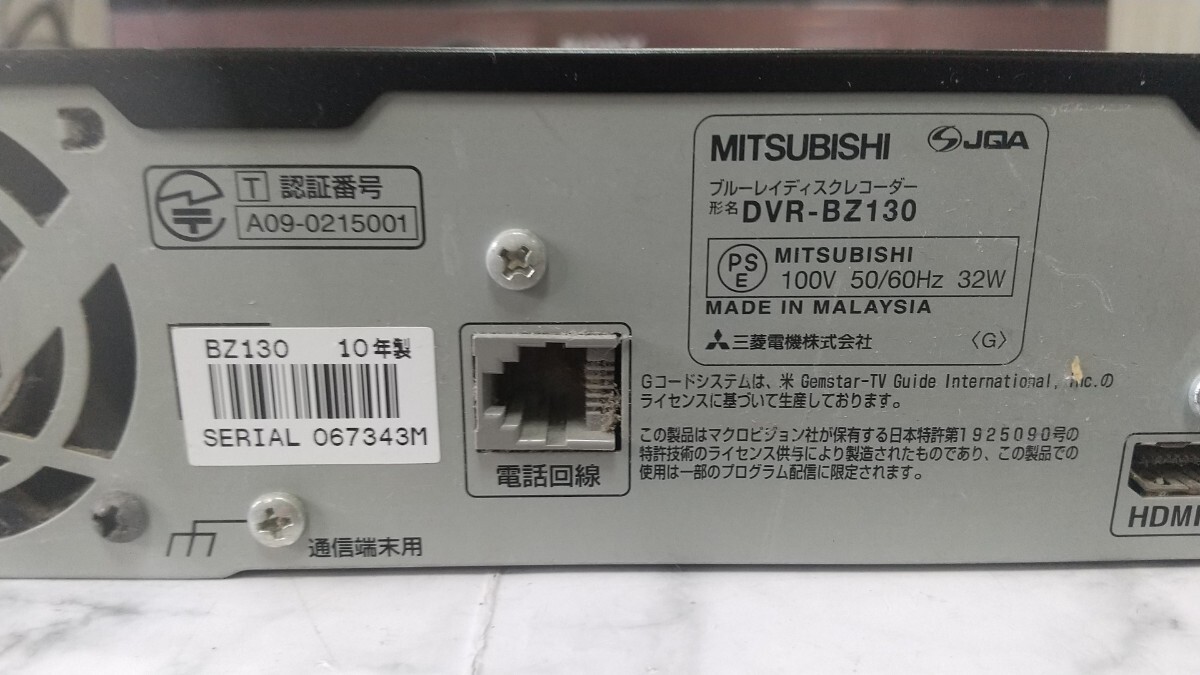 T 認証番号
A09-0215001
BZ130 10年製
SERIAL 067343M
通信端末用
電話回線
MITSUBISHI JQA
ブルーレイディスクレコーダー
形名 DVR-BZ130
PS E MITSUBISHI
100V 50/60Hz 32W
MADE IN MALAYSIA
三菱電機株式会社 〈G〉
Gコードシステムは、米 Gemstar-TV Guide International, Inc.の
ライセンスに基づいて生産しております。
この製品はマクロビジョン社が保有する日本特許第1925090号の
特許技術のライセンス供与により製造されたものであり、この製品での
使用は一部のプログラム配信に限定されます。
HDMI